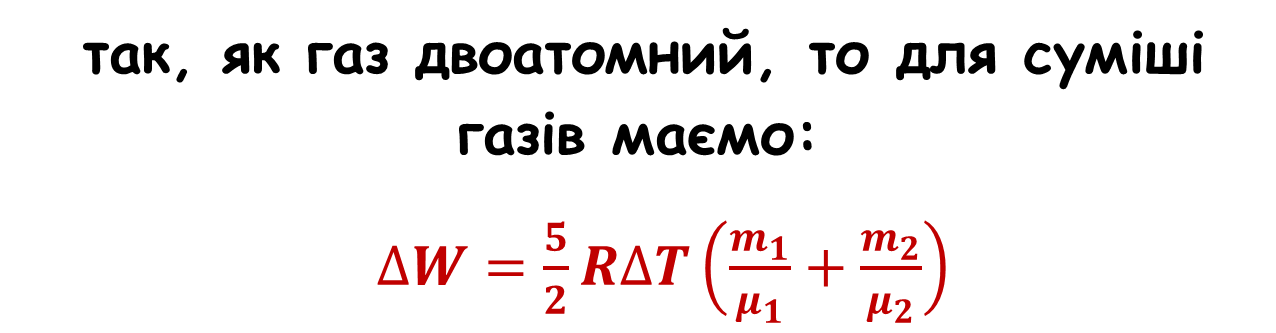 так, як газ двоатомний, то для суміші
газів маємо:
ΔW = 5/2 RΔT (m₁/μ₁ + m₂/μ₂)